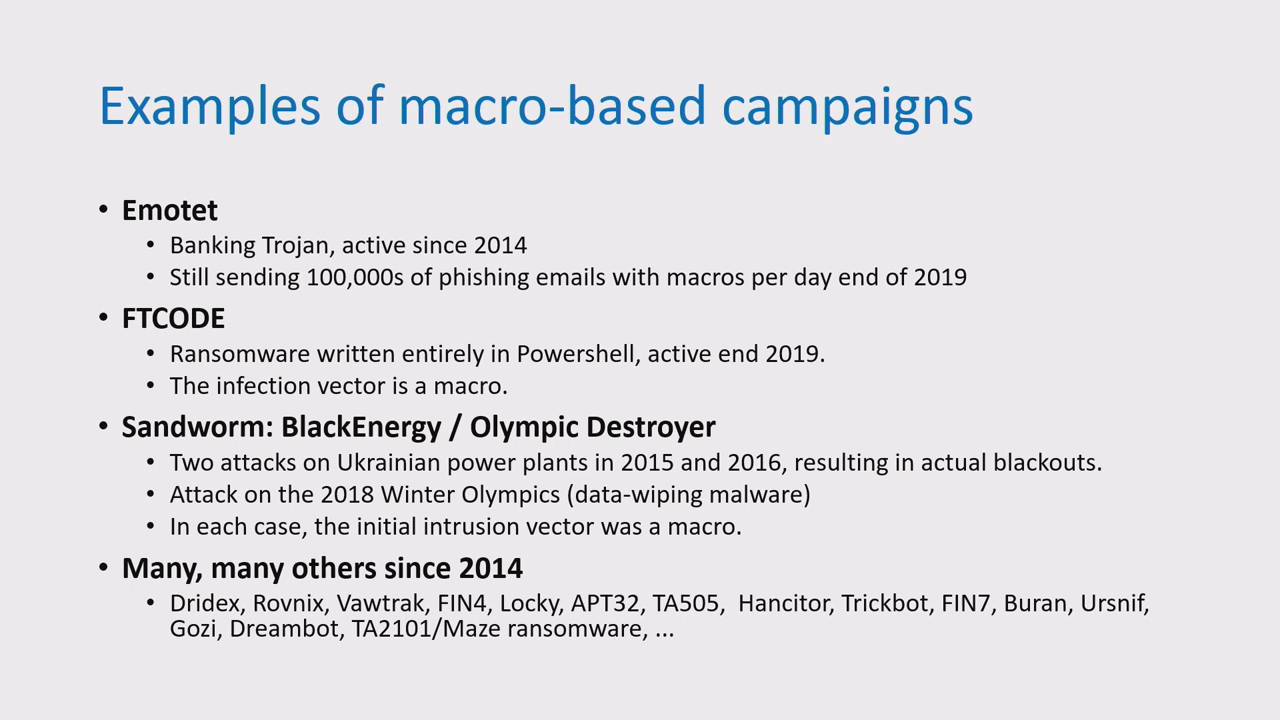 Examples of macro-based campaigns
• Emotet
• Banking Trojan, active since 2014
• Still sending 100,000s of phishing emails with macros per day end of 2019
• FTCODE
• Ransomware written entirely in Powershell, active end 2019.
• The infection vector is a macro.
• Sandworm: BlackEnergy / Olympic Destroyer
• Two attacks on Ukrainian power plants in 2015 and 2016, resulting in actual blackouts.
• Attack on the 2018 Winter Olympics (data-wiping malware)
• In each case, the initial intrusion vector was a macro.
• Many, many others since 2014
• Dridex, Rovnix, Vawtrak, FIN4, Locky, APT32, TA505,  Hancitor, Trickbot, FIN7, Buran, Ursnif,
Gozi, Dreambot, TA2101/Maze ransomware, ...